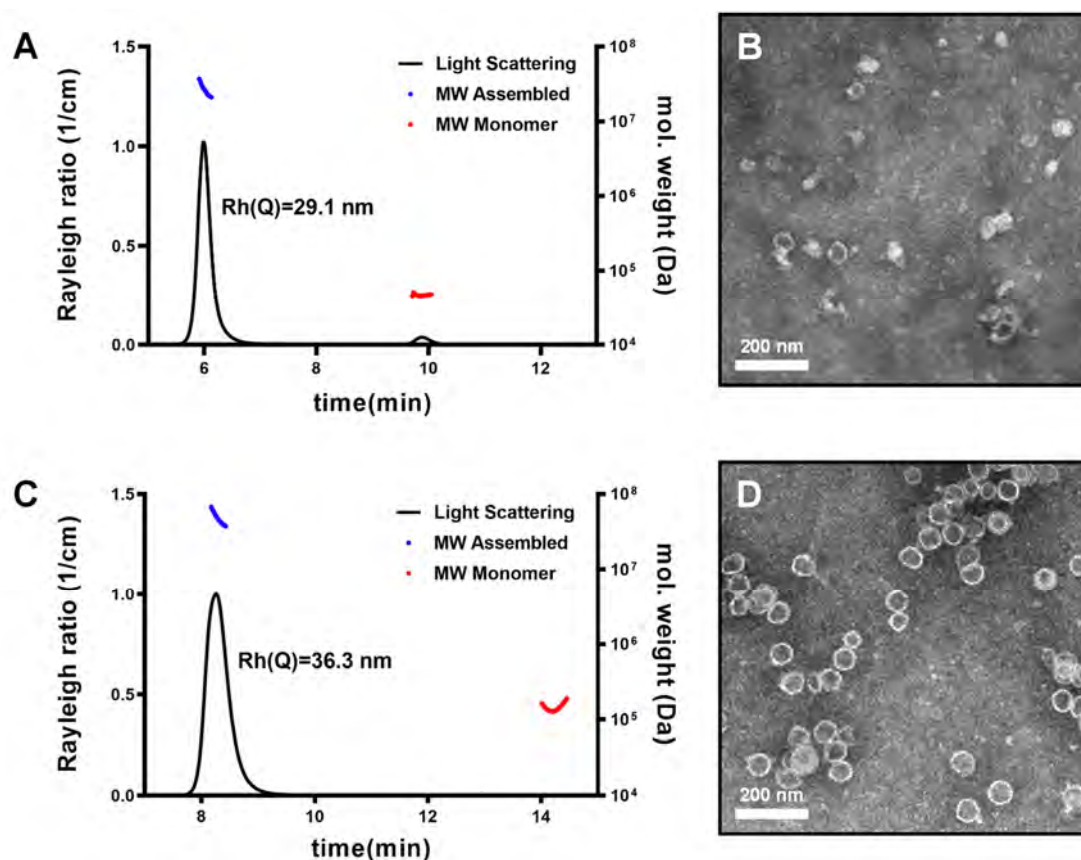 A
Rayleigh ratio (1/cm)
1.5
1.0
0.5
0.0
Light Scattering
MW Assembled
MW Monomer
Rh(Q)=29.1 nm
10⁸
10⁷
10⁶
10⁵
10⁴
mol. weight (Da)
6
8
10
12
time(min)
B
200 nm
C
Rayleigh ratio (1/cm)
1.5
1.0
0.5
0.0
Light Scattering
MW Assembled
MW Monomer
Rh(Q)=36.3 nm
10⁸
10⁷
10⁶
10⁵
10⁴
mol. weight (Da)
8
10
12
14
time(min)
D
200 nm